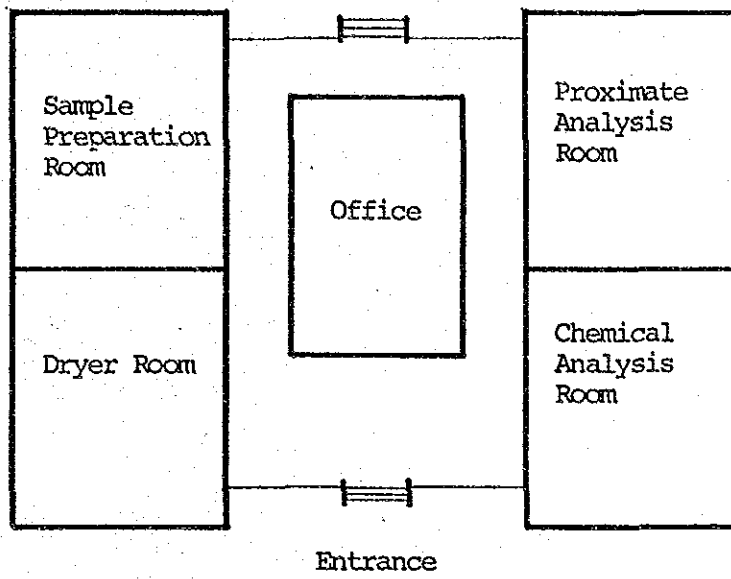 Sample
Preparation
Room
Office
Proximate
Analysis
Room
Dryer Room
Chemical
Analysis
Room
Entrance